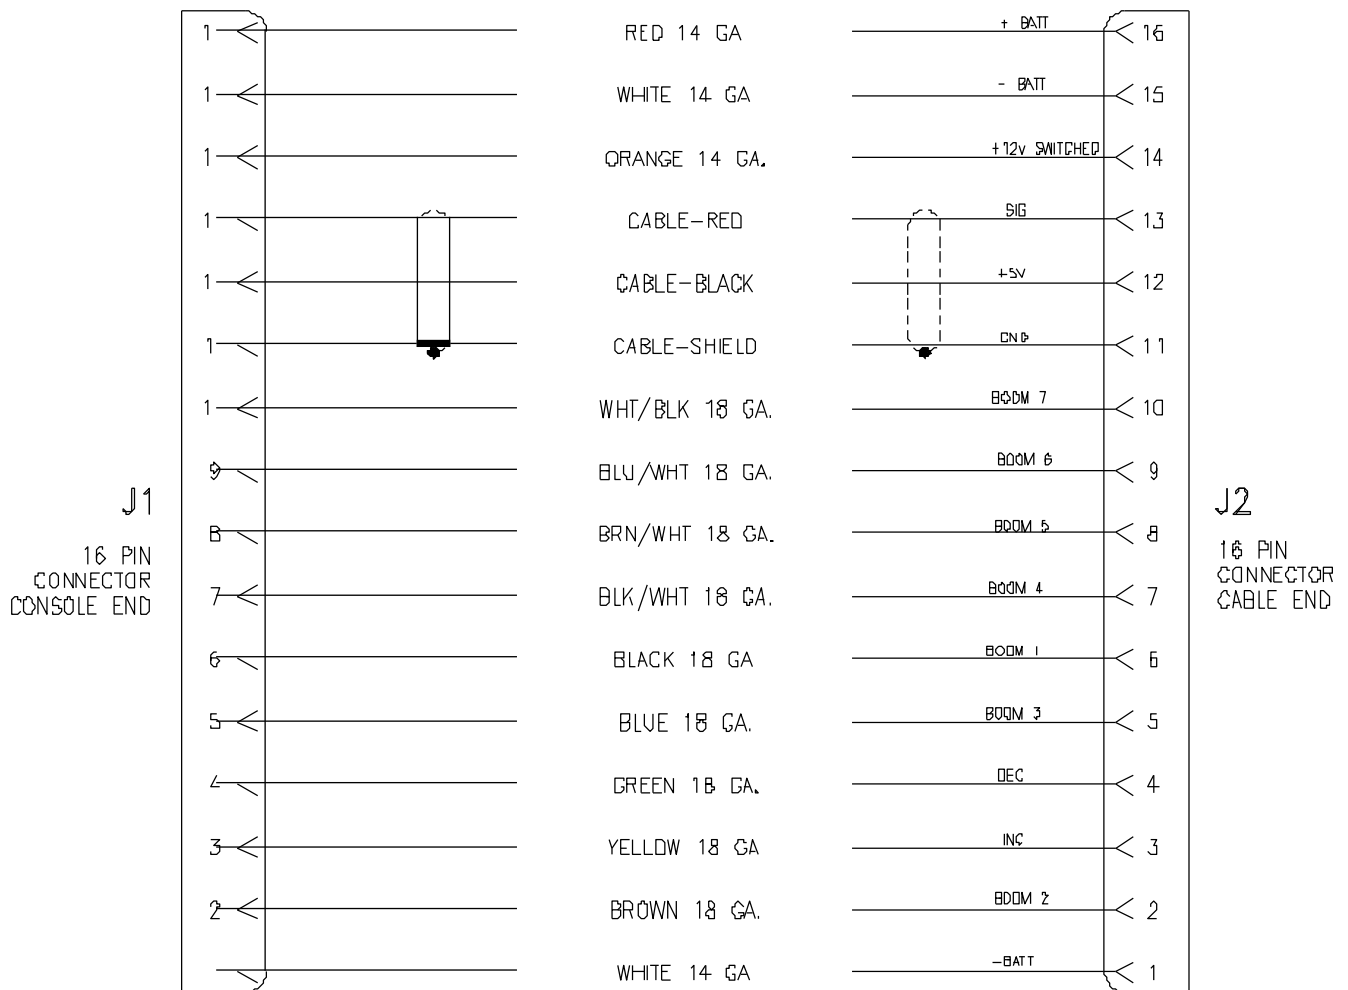 1 RED 14 GA + BATT 16
1 WHITE 14 GA - BATT 15
1 ORANGE 14 GA. +12v SWITCHED 14
1 CABLE-RED SIG 13
1 CABLE-BLACK +5V 12
1 CABLE-SHIELD GND 11
1 WHT/BLK 18 GA. BOOM 7 10
9 BLU/WHT 18 GA. BOOM 6 9
8 BRN/WHT 18 GA. BOOM 5 8
7 BLK/WHT 18 GA. BOOM 4 7
6 BLACK 18 GA BOOM 1 6
5 BLUE 18 GA. BOOM 3 5
4 GREEN 18 GA. DEC 4
3 YELLOW 18 GA INC 3
2 BROWN 18 GA. BOOM 2 2
WHITE 14 GA -BATT 1
J1
16 PIN
CONNECTOR
CONSOLE END
J2
16 PIN
CONNECTOR
CABLE END